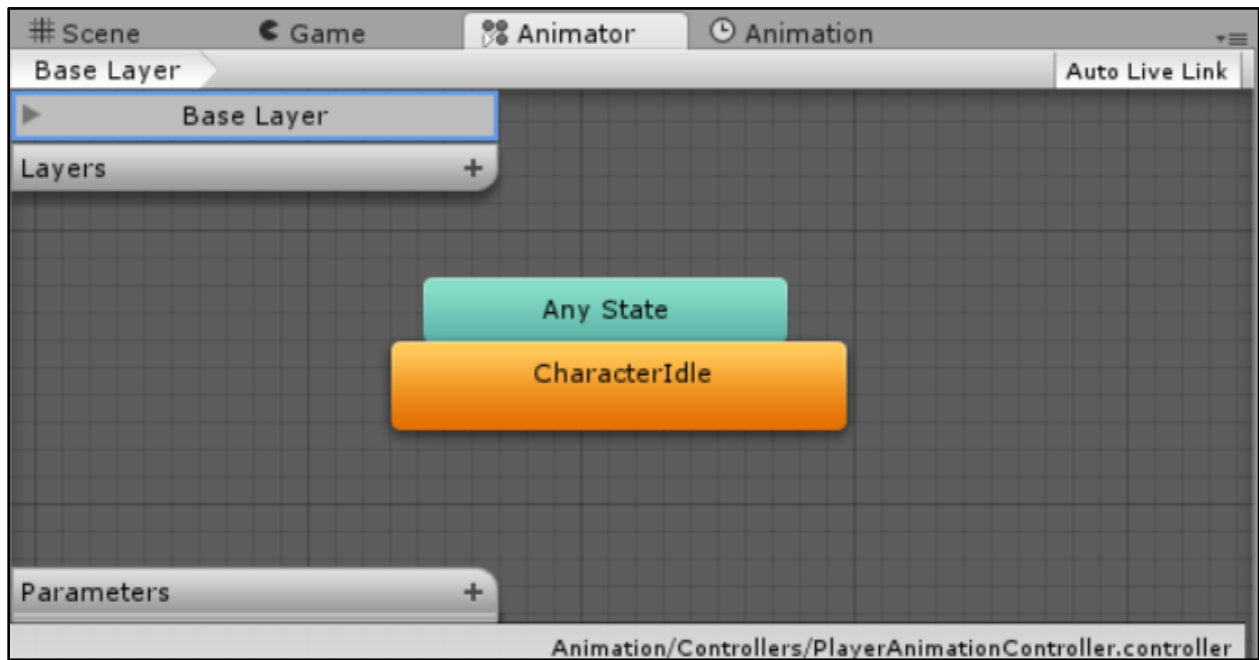 Scene Game Animator Animation
Base Layer Auto Live Link
Base Layer
Layers +
Any State
CharacterIdle
Parameters +
Animation/Controllers/PlayerAnimationController.controller